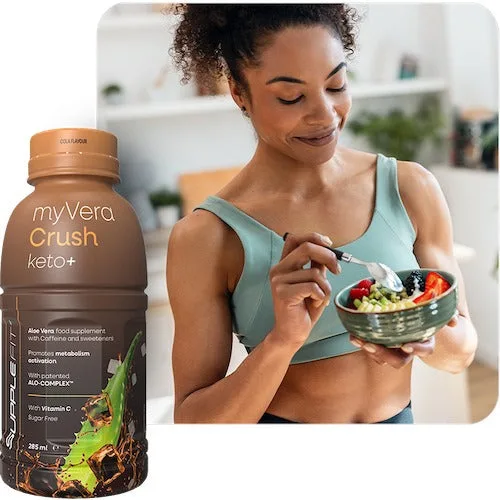 COLA FLAVOUR
myVera
Crush
keto+
Aloe Vera food supplement
with Caffeine and sweeteners
Promotes metabolism
activation
With patented
ALO-COMPLEX™
With Vitamin C
Sugar Free
285 ml ℮
SUPPLEFIT!